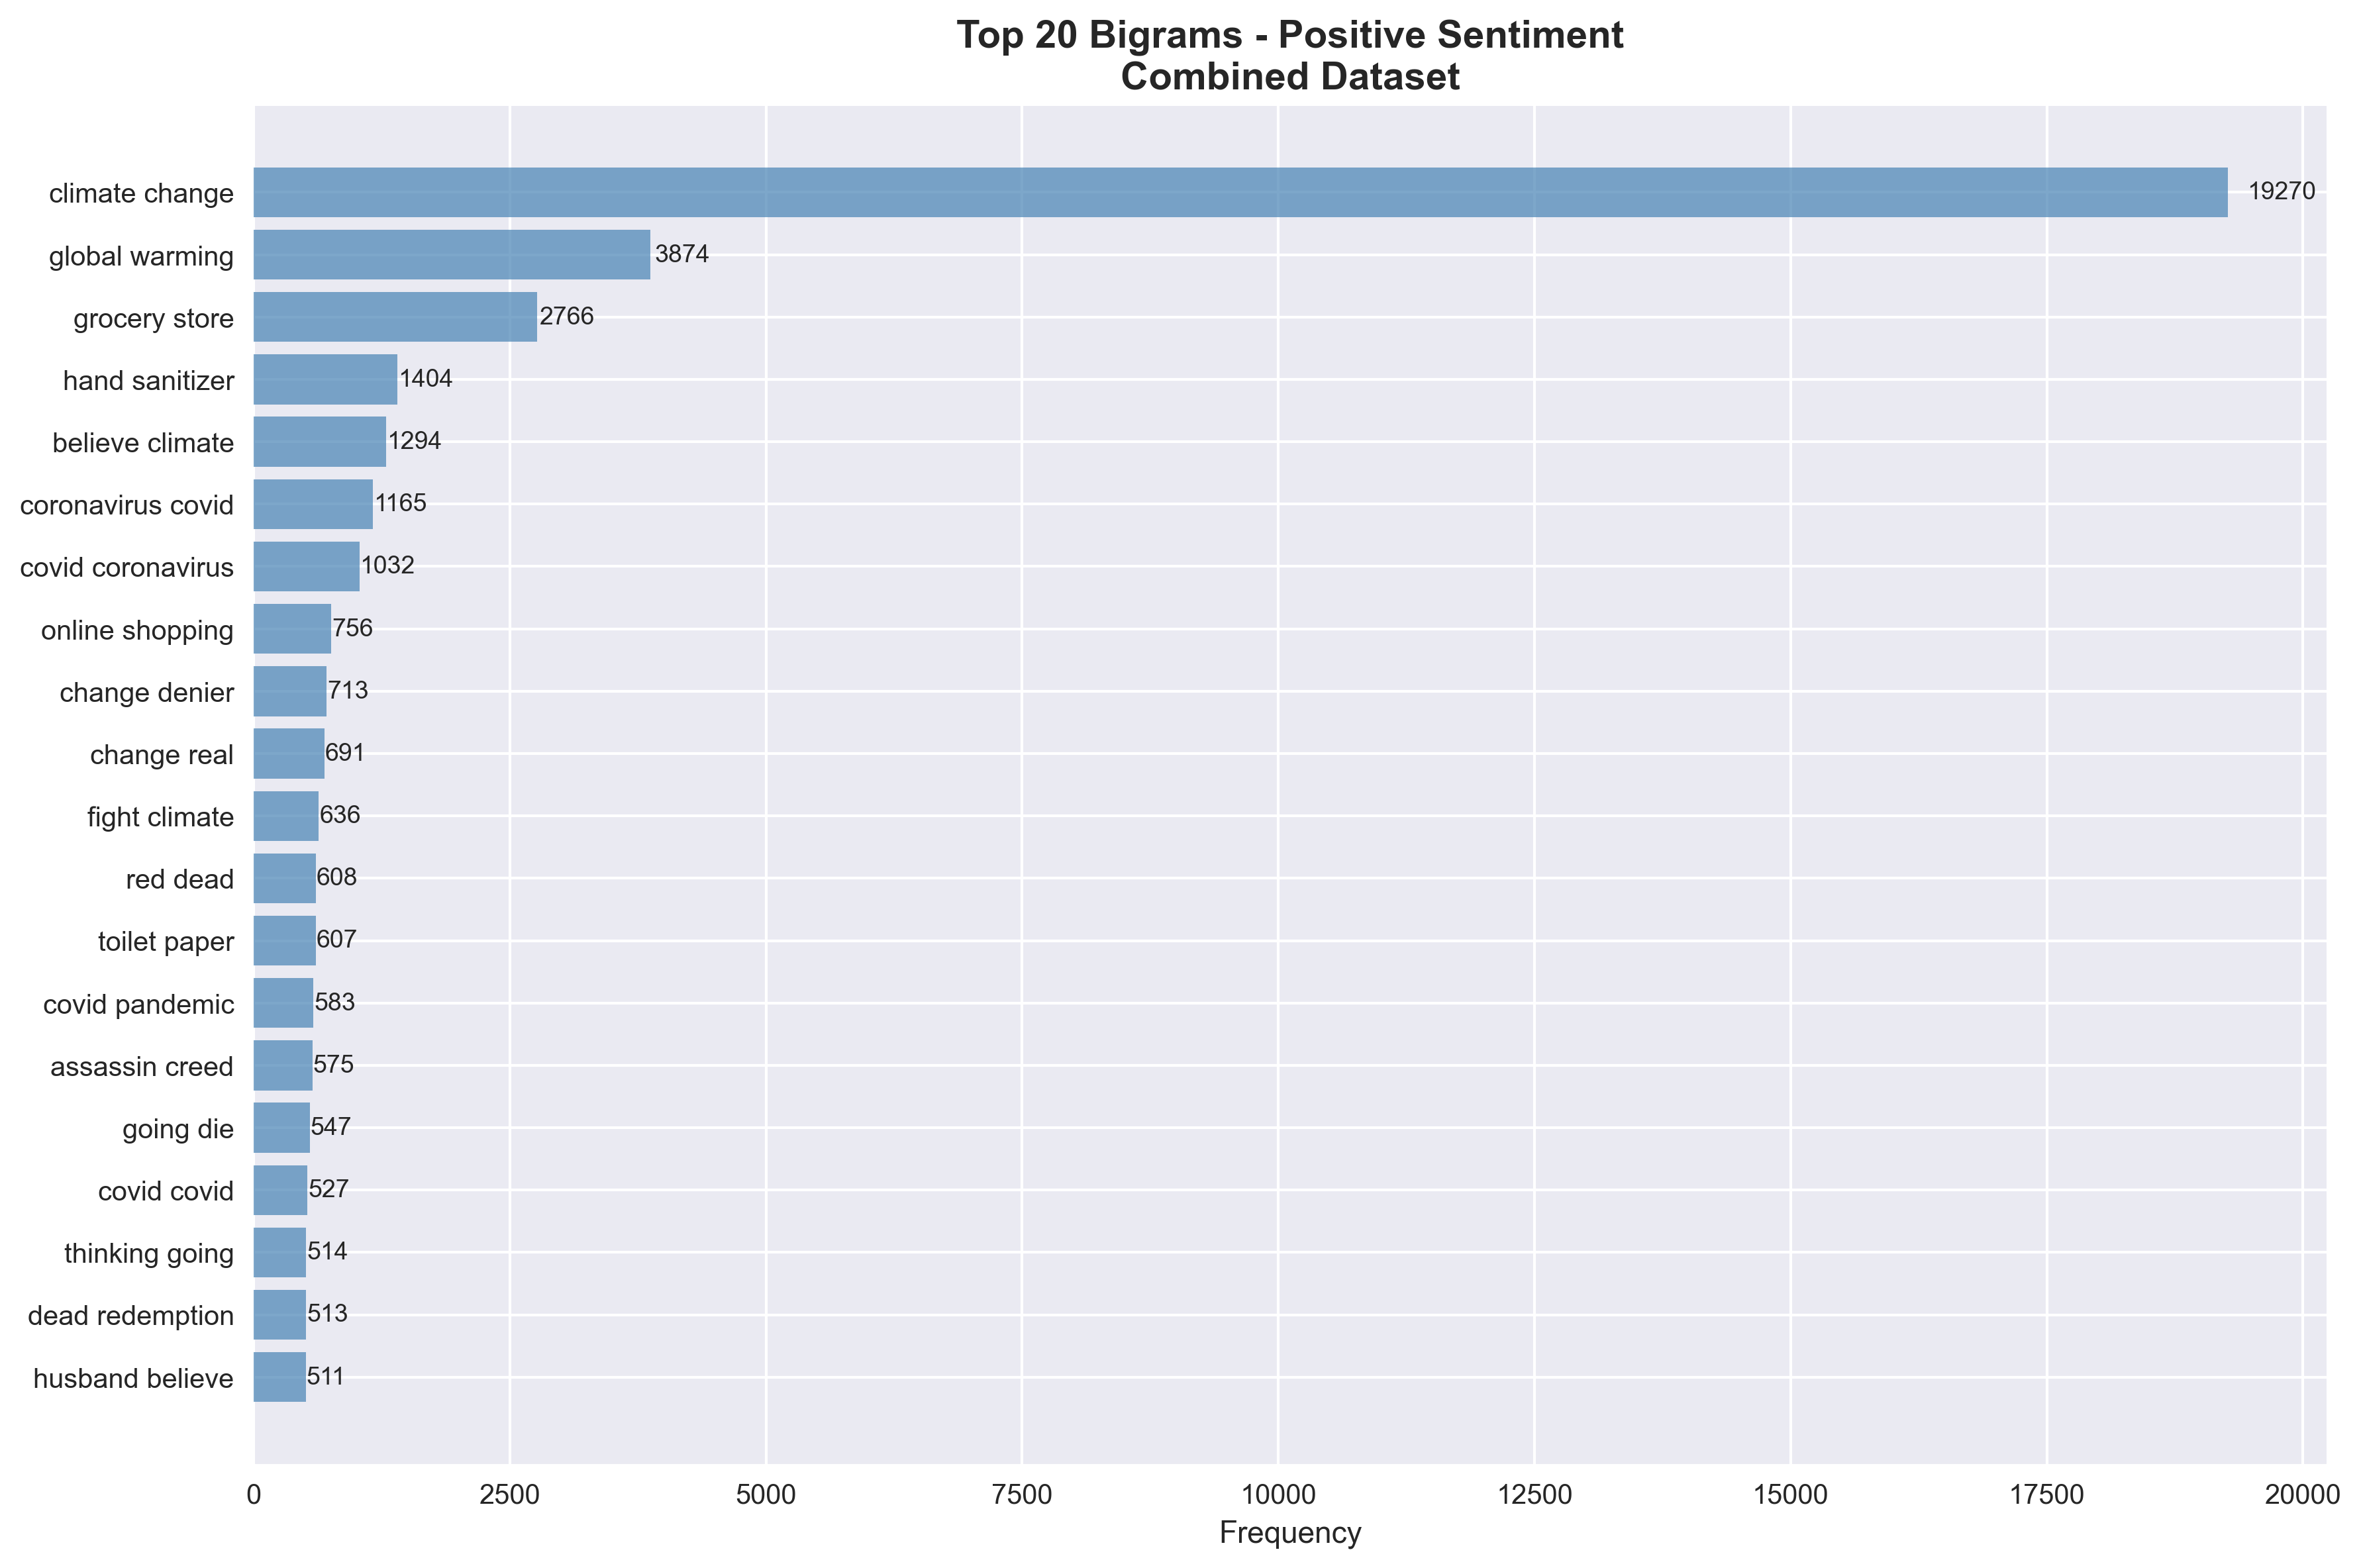 Top 20 Bigrams - Positive Sentiment
Combined Dataset
climate change 19270
global warming 3874
grocery store 2766
hand sanitizer 1404
believe climate 1294
coronavirus covid 1165
covid coronavirus 1032
online shopping 756
change denier 713
change real 691
fight climate 636
red dead 608
toilet paper 607
covid pandemic 583
assassin creed 575
going die 547
covid covid 527
thinking going 514
dead redemption 513
husband believe 511
0 2500 5000 7500 10000 12500 15000 17500 20000
Frequency